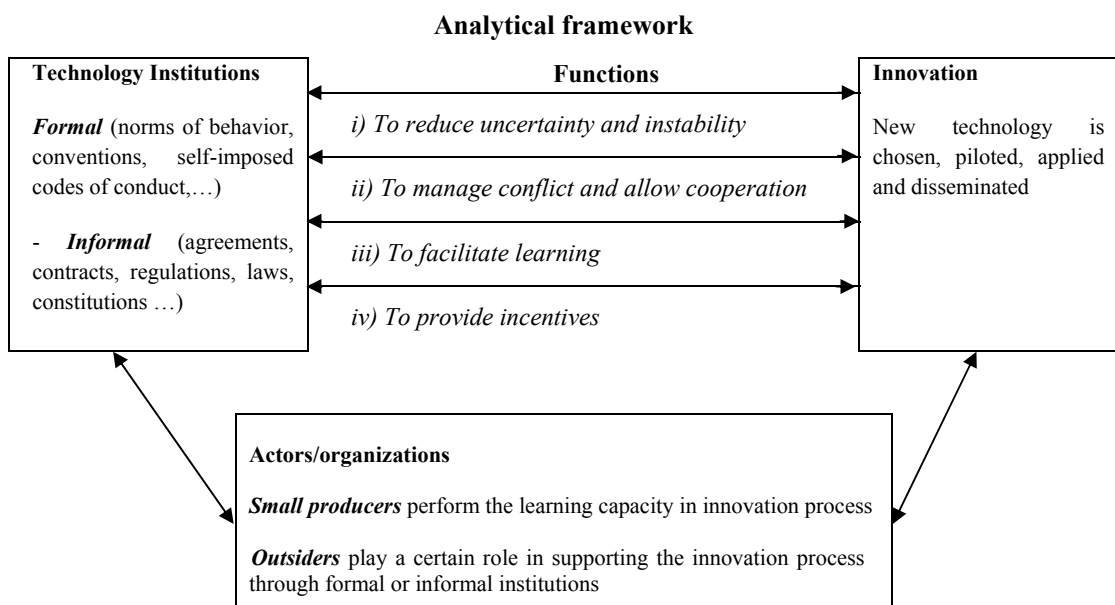 Analytical framework
Technology Institutions
Formal (norms of behavior,
conventions, self-imposed
codes of conduct,…)
- Informal (agreements,
contracts, regulations, laws,
constitutions …)
Functions
i) To reduce uncertainty and instability
ii) To manage conflict and allow cooperation
iii) To facilitate learning
iv) To provide incentives
Innovation
New technology is
chosen, piloted, applied
and disseminated
Actors/organizations
Small producers perform the learning capacity in innovation process
Outsiders play a certain role in supporting the innovation process
through formal or informal institutions